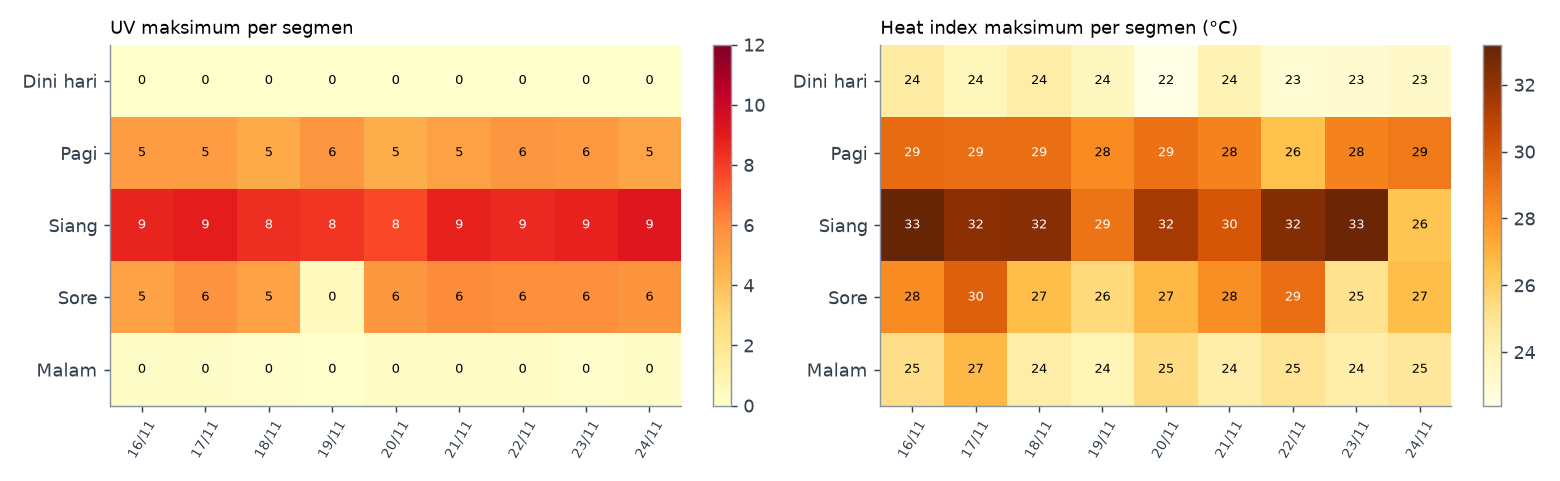 UV maksimum per segmen
Dini hari 0 0 0 0 0 0 0 0 0
Pagi 5 5 5 6 5 5 6 6 5
Siang 9 9 8 8 8 9 9 9 9
Sore 5 6 5 0 6 6 6 6 6
Malam 0 0 0 0 0 0 0 0 0
16/11 17/11 18/11 19/11 20/11 21/11 22/11 23/11 24/11
12
10
8
6
4
2
0
Heat index maksimum per segmen (°C)
Dini hari 24 24 24 24 22 24 23 23 23
Pagi 29 29 29 28 29 28 26 28 29
Siang 33 32 32 29 32 30 32 33 26
Sore 28 30 27 26 27 28 29 25 27
Malam 25 27 24 24 25 24 25 24 25
16/11 17/11 18/11 19/11 20/11 21/11 22/11 23/11 24/11
32
30
28
26
24